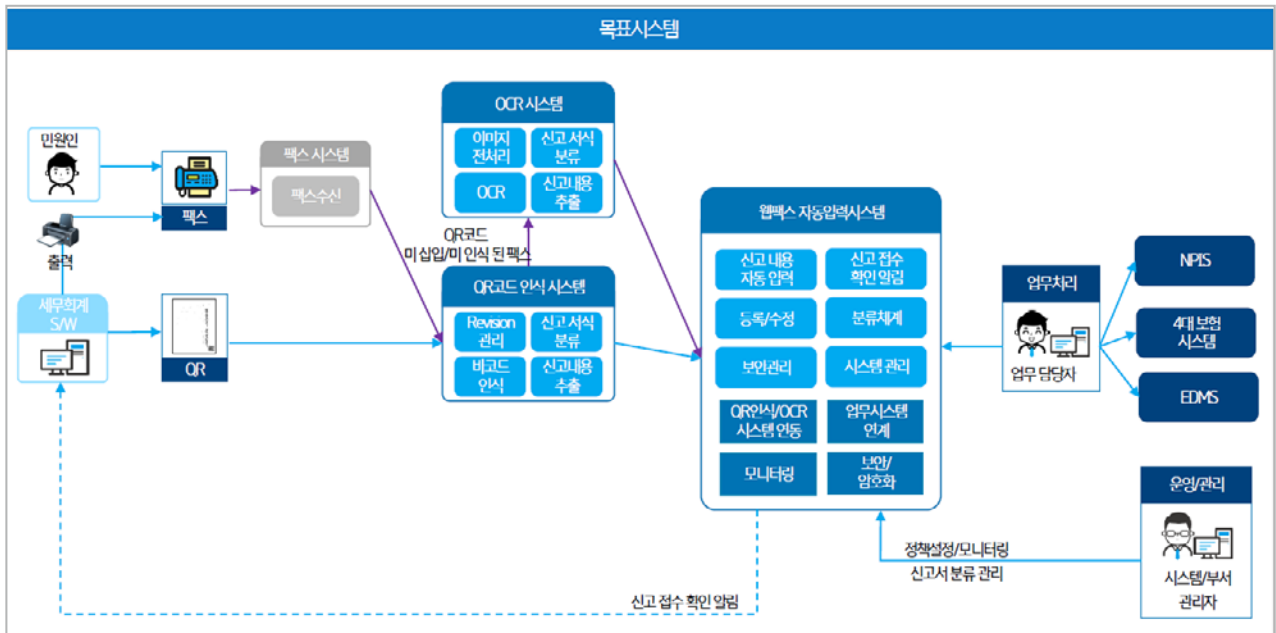 목표시스템
민원인
팩스
출력
세무회계
S/W
QR
팩스 시스템
팩스수신
OCR 시스템
이미지
전처리
신고 서식
분류
OCR
신고내용
추출
QR코드
미 삽입/미 인식 된 팩스
QR코드 인식 시스템
Revision
관리
신고 서식
분류
비코드
인식
신고내용
추출
웹팩스 자동입력시스템
신고 내용
자동 입력
신고 접수
확인 알림
등록/수정
분류체계
보안관리
시스템 관리
QR인식/OCR
시스템 연동
업무시스템
연계
모니터링
보안/
암호화
업무처리
업무 담당자
NPIS
4대 보험
시스템
EDMS
운영/관리
시스템/부서
관리자
정책설정/모니터링
신고서 분류 관리
신고 접수 확인 알림